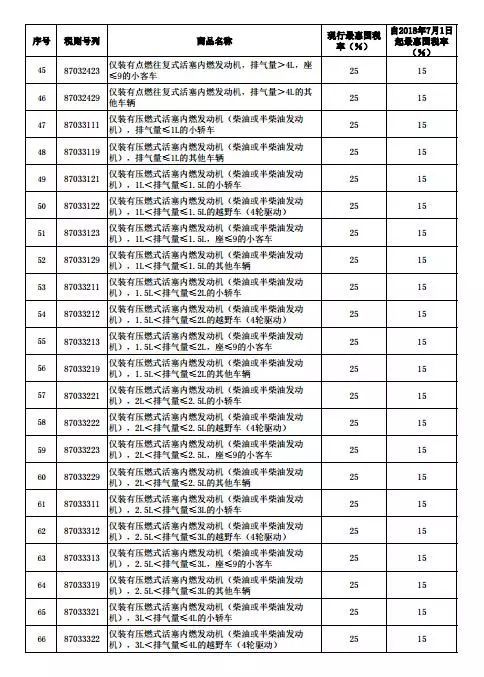 序号 税则号列 商品名称 现行最惠国税率（%） 自2018年7月1日起最惠国税率（%）
45 87032423 仅装有点燃往复式活塞内燃发动机，排气量>4L，座
≤9的小客车 25 15
46 87032429 仅装有点燃往复式活塞内燃发动机，排气量>4L的其
他车辆 25 15
47 87033111 仅装有压燃式活塞内燃发动机（柴油或半柴油发动
机），排气量≤1L的小轿车 25 15
48 87033119 仅装有压燃式活塞内燃发动机（柴油或半柴油发动
机），排气量≤1L的其他车辆 25 15
49 87033121 仅装有压燃式活塞内燃发动机（柴油或半柴油发动
机），1L<排气量≤1.5L的小轿车 25 15
50 87033122 仅装有压燃式活塞内燃发动机（柴油或半柴油发动
机），1L<排气量≤1.5L的越野车（4轮驱动） 25 15
51 87033123 仅装有压燃式活塞内燃发动机（柴油或半柴油发动
机），1L<排气量≤1.5L，座≤9的小客车 25 15
52 87033129 仅装有压燃式活塞内燃发动机（柴油或半柴油发动
机），1L<排气量≤1.5L的其他车辆 25 15
53 87033211 仅装有压燃式活塞内燃发动机（柴油或半柴油发动
机），1.5L<排气量≤2L的小轿车 25 15
54 87033212 仅装有压燃式活塞内燃发动机（柴油或半柴油发动
机），1.5L<排气量≤2L的越野车（4轮驱动） 25 15
55 87033213 仅装有压燃式活塞内燃发动机（柴油或半柴油发动
机），1.5L<排气量≤2L，座≤9的小客车 25 15
56 87033219 仅装有压燃式活塞内燃发动机（柴油或半柴油发动
机），1.5L<排气量≤2L的其他车辆 25 15
57 87033221 仅装有压燃式活塞内燃发动机（柴油或半柴油发动
机），2L<排气量≤2.5L的小轿车 25 15
58 87033222 仅装有压燃式活塞内燃发动机（柴油或半柴油发动
机），2L<排气量≤2.5L的越野车（4轮驱动） 25 15
59 87033223 仅装有压燃式活塞内燃发动机（柴油或半柴油发动
机），2L<排气量≤2.5L，座≤9的小客车 25 15
60 87033229 仅装有压燃式活塞内燃发动机（柴油或半柴油发动
机），2L<排气量≤2.5L的其他车辆 25 15
61 87033311 仅装有压燃式活塞内燃发动机（柴油或半柴油发动
机），2.5L<排气量≤3L的小轿车 25 15
62 87033312 仅装有压燃式活塞内燃发动机（柴油或半柴油发动
机），2.5L<排气量≤3L的越野车（4轮驱动） 25 15
63 87033313 仅装有压燃式活塞内燃发动机（柴油或半柴油发动
机），2.5L<排气量≤3L，座≤9的小客车 25 15
64 87033319 仅装有压燃式活塞内燃发动机（柴油或半柴油发动
机），2.5L<排气量≤3L的其他车辆 25 15
65 87033321 仅装有压燃式活塞内燃发动机（柴油或半柴油发动
机），3L<排气量≤4L的小轿车 25 15
66 87033322 仅装有压燃式活塞内燃发动机（柴油或半柴油发动
机），3L<排气量≤4L的越野车（4轮驱动） 25 15